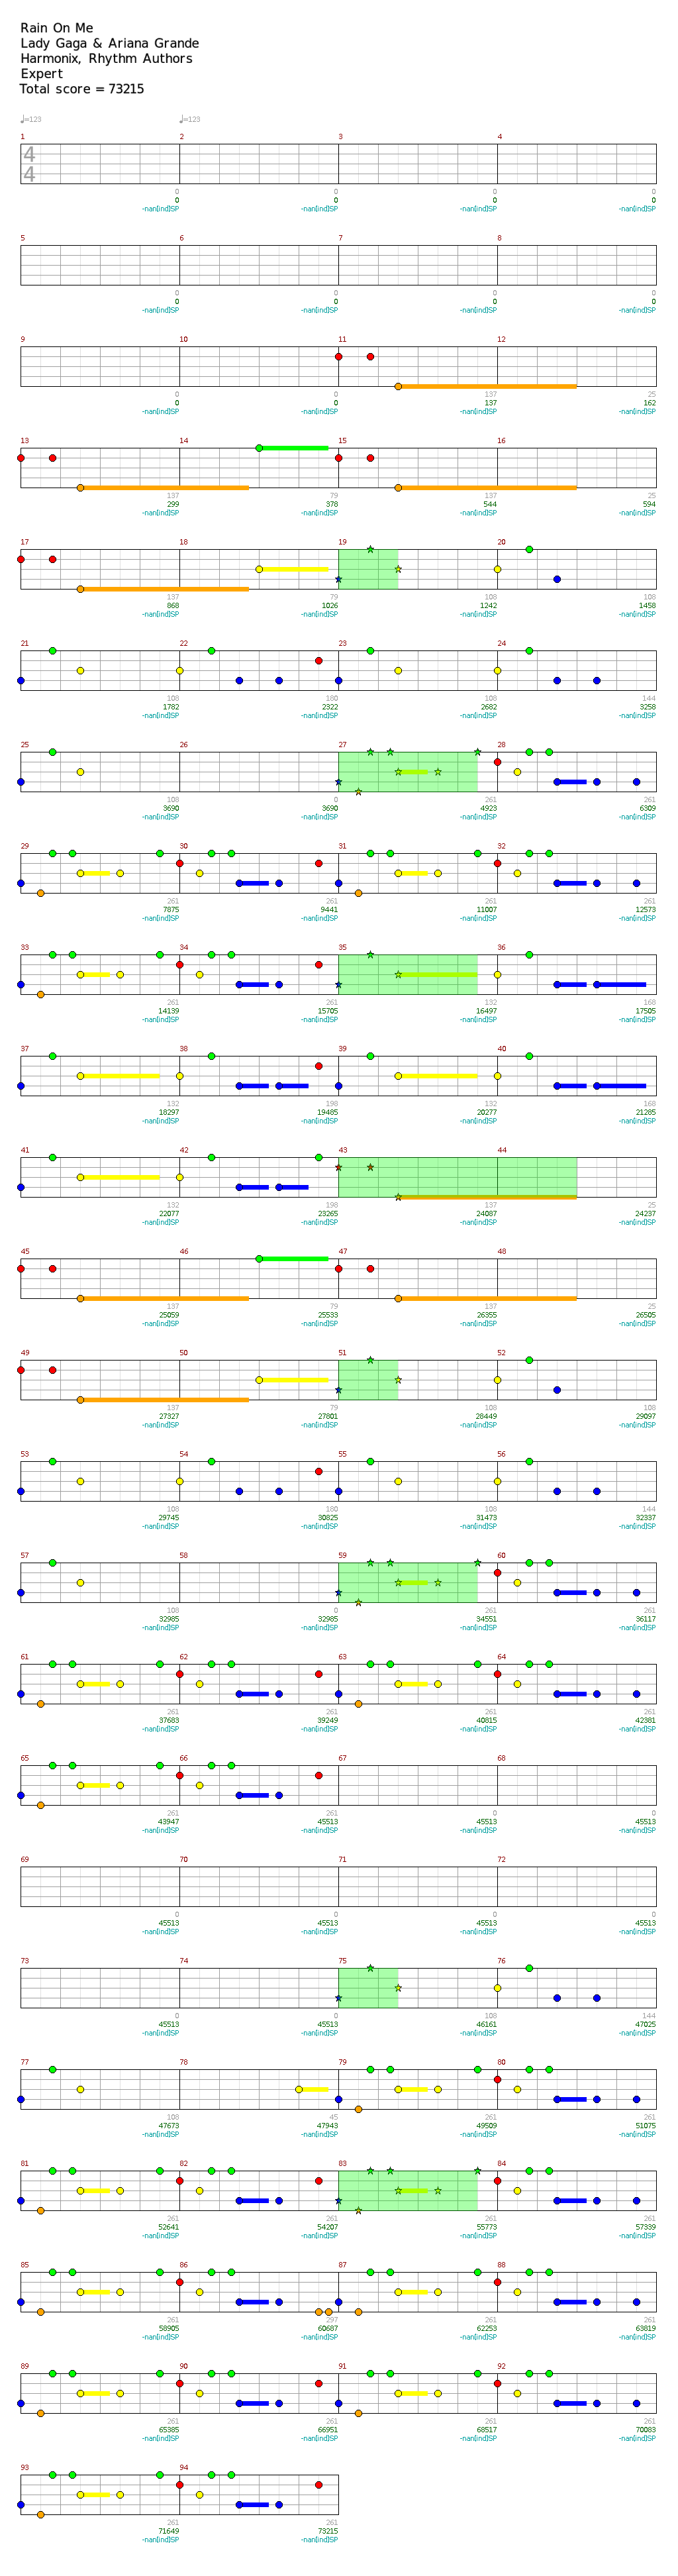 Rain On Me
Lady Gaga & Ariana Grande
Harmonix, Rhythm Authors
Expert
Total score = 73215
♩=123 ♩=123
1 2 3 4
4
4
0 0 0 0
0 0 0 0
-nan[ind]SP -nan[ind]SP -nan[ind]SP -nan[ind]SP
5 6 7 8
0 0 0 0
0 0 0 0
-nan[ind]SP -nan[ind]SP -nan[ind]SP -nan[ind]SP
9 10 11 12
0 0 137 25
0 0 137 162
-nan[ind]SP -nan[ind]SP -nan[ind]SP -nan[ind]SP
13 14 15 16
137 79 137 25
299 378 544 594
-nan[ind]SP -nan[ind]SP -nan[ind]SP -nan[ind]SP
17 18 19 20
137 79 108 108
868 1026 1242 1458
-nan[ind]SP -nan[ind]SP -nan[ind]SP -nan[ind]SP
21 22 23 24
108 180 108 144
1782 2322 2682 3258
-nan[ind]SP -nan[ind]SP -nan[ind]SP -nan[ind]SP
25 26 27 28
108 0 261 261
3690 3690 4923 6309
-nan[ind]SP -nan[ind]SP -nan[ind]SP -nan[ind]SP
29 30 31 32
261 261 261 261
7875 9441 11007 12573
-nan[ind]SP -nan[ind]SP -nan[ind]SP -nan[ind]SP
33 34 35 36
261 261 132 168
14139 15705 16497 17505
-nan[ind]SP -nan[ind]SP -nan[ind]SP -nan[ind]SP
37 38 39 40
132 198 132 168
18297 19485 20277 21285
-nan[ind]SP -nan[ind]SP -nan[ind]SP -nan[ind]SP
41 42 43 44
132 198 137 25
22077 23265 24087 24237
-nan[ind]SP -nan[ind]SP -nan[ind]SP -nan[ind]SP
45 46 47 48
137 79 137 25
25059 25533 26355 26505
-nan[ind]SP -nan[ind]SP -nan[ind]SP -nan[ind]SP
49 50 51 52
137 79 108 108
27327 27801 28449 29097
-nan[ind]SP -nan[ind]SP -nan[ind]SP -nan[ind]SP
53 54 55 56
108 180 108 144
29745 30825 31473 32337
-nan[ind]SP -nan[ind]SP -nan[ind]SP -nan[ind]SP
57 58 59 60
108 0 261 261
32985 32985 34551 36117
-nan[ind]SP -nan[ind]SP -nan[ind]SP -nan[ind]SP
61 62 63 64
261 261 261 261
37683 39249 40815 42381
-nan[ind]SP -nan[ind]SP -nan[ind]SP -nan[ind]SP
65 66 67 68
261 261 0 0
43947 45513 45513 45513
-nan[ind]SP -nan[ind]SP -nan[ind]SP -nan[ind]SP
69 70 71 72
0 0 0 0
45513 45513 45513 45513
-nan[ind]SP -nan[ind]SP -nan[ind]SP -nan[ind]SP
73 74 75 76
0 0 108 144
45513 45513 46161 47025
-nan[ind]SP -nan[ind]SP -nan[ind]SP -nan[ind]SP
77 78 79 80
108 45 261 261
47673 47943 49509 51075
-nan[ind]SP -nan[ind]SP -nan[ind]SP -nan[ind]SP
81 82 83 84
261 261 261 261
52641 54207 55773 57339
-nan[ind]SP -nan[ind]SP -nan[ind]SP -nan[ind]SP
85 86 87 88
261 297 261 261
58905 60687 62253 63819
-nan[ind]SP -nan[ind]SP -nan[ind]SP -nan[ind]SP
89 90 91 92
261 261 261 261
65385 66951 68517 70083
-nan[ind]SP -nan[ind]SP -nan[ind]SP -nan[ind]SP
93 94
261 261
71649 73215
-nan[ind]SP -nan[ind]SP